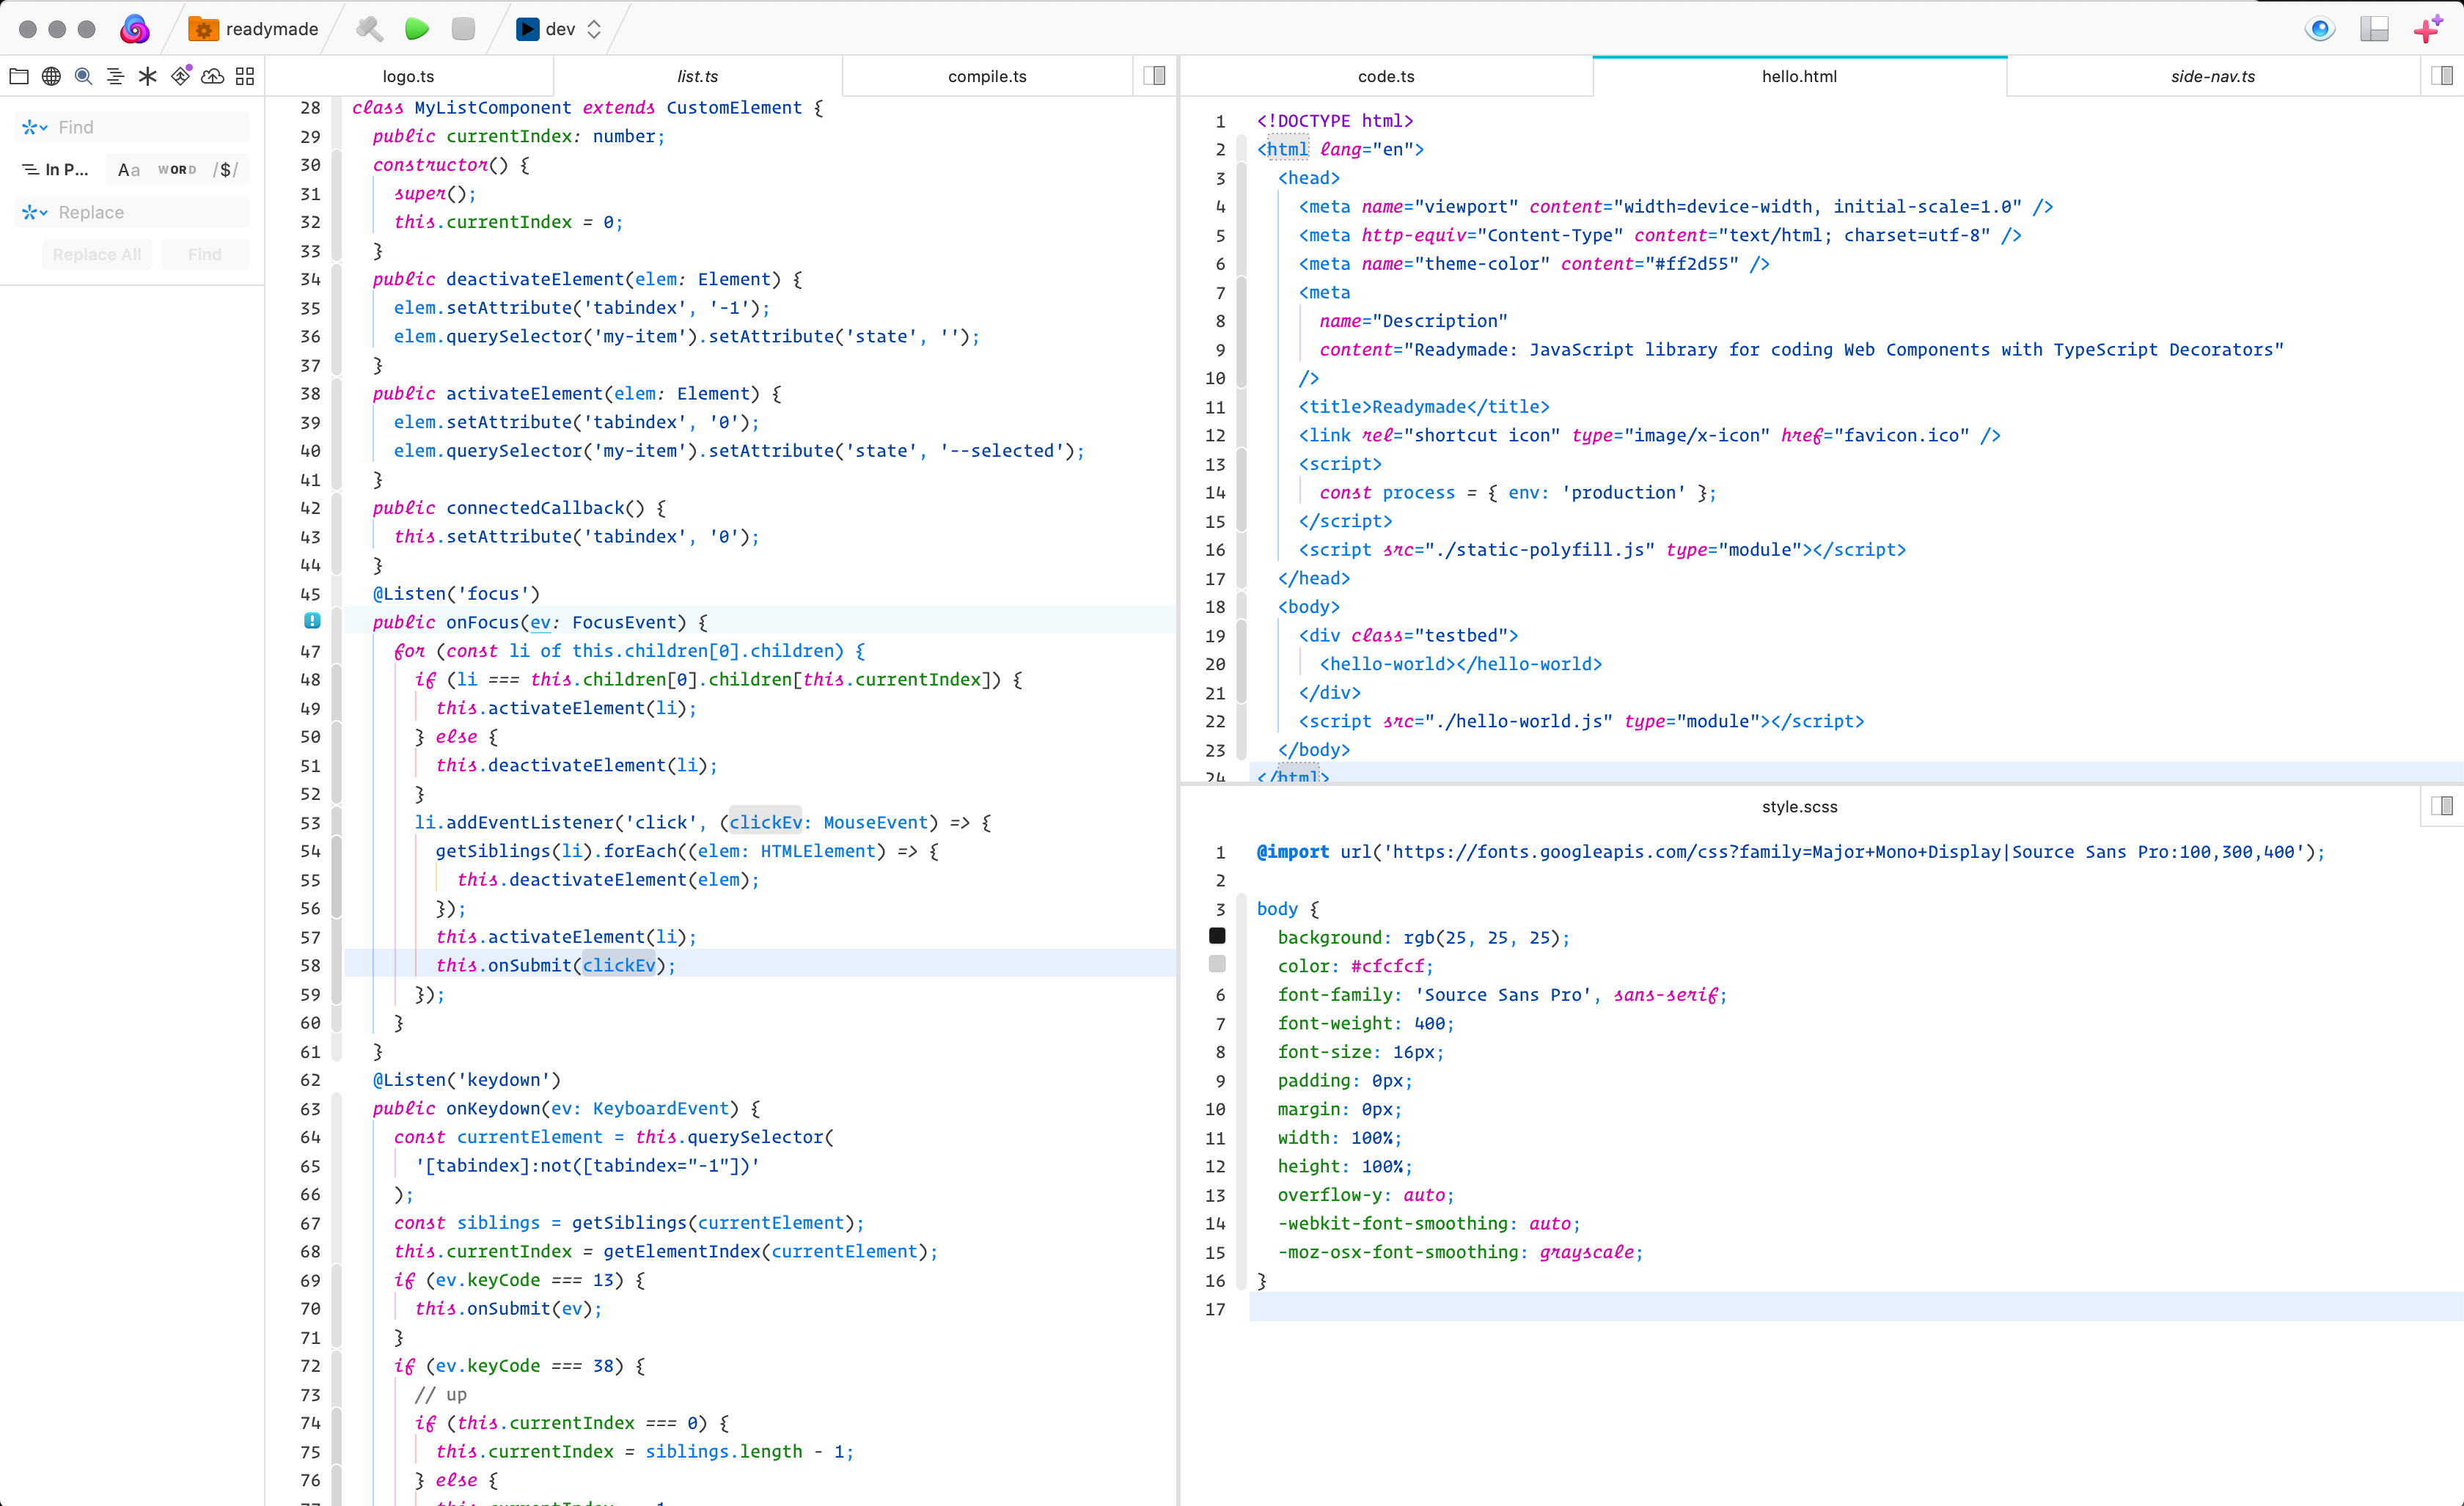 readymade
dev
logo.ts
list.ts
compile.ts
Find
In P...
Aa
WORD
/$/
Replace
Replace All
Find
28 class MyListComponent extends CustomElement {
29 public currentIndex: number;
30 constructor() {
31 super();
32 this.currentIndex = 0;
33 }
34 public deactivateElement(elem: Element) {
35 elem.setAttribute('tabindex', '-1');
36 elem.querySelector('my-item').setAttribute('state', '');
37 }
38 public activateElement(elem: Element) {
39 elem.setAttribute('tabindex', '0');
40 elem.querySelector('my-item').setAttribute('state', '--selected');
41 }
42 public connectedCallback() {
43 this.setAttribute('tabindex', '0');
44 }
45 @Listen('focus')
public onFocus(ev: FocusEvent) {
47 for (const li of this.children[0].children) {
48 if (li === this.children[0].children[this.currentIndex]) {
49 this.activateElement(li);
50 } else {
51 this.deactivateElement(li);
52 }
53 li.addEventListener('click', (clickEv: MouseEvent) => {
54 getSiblings(li).forEach((elem: HTMLElement) => {
55 this.deactivateElement(elem);
56 });
57 this.activateElement(li);
58 this.onSubmit(clickEv);
59 });
60 }
61 }
62 @Listen('keydown')
63 public onKeydown(ev: KeyboardEvent) {
64 const currentElement = this.querySelector(
65 '[tabindex]:not([tabindex="-1"])'
66 );
67 const siblings = getSiblings(currentElement);
68 this.currentIndex = getElementIndex(currentElement);
69 if (ev.keyCode === 13) {
70 this.onSubmit(ev);
71 }
72 if (ev.keyCode === 38) {
73 // up
74 if (this.currentIndex === 0) {
75 this.currentIndex = siblings.length - 1;
76 } else {
code.ts
hello.html
side-nav.ts
1 <!DOCTYPE html>
2 <html lang="en">
3 <head>
4 <meta name="viewport" content="width=device-width, initial-scale=1.0" />
5 <meta http-equiv="Content-Type" content="text/html; charset=utf-8" />
6 <meta name="theme-color" content="#ff2d55" />
7 <meta
8 name="Description"
9 content="Readymade: JavaScript library for coding Web Components with TypeScript Decorators"
10 />
11 <title>Readymade</title>
12 <link rel="shortcut icon" type="image/x-icon" href="favicon.ico" />
13 <script>
14 const process = { env: 'production' };
15 </script>
16 <script src="./static-polyfill.js" type="module"></script>
17 </head>
18 <body>
19 <div class="testbed">
20 <hello-world></hello-world>
21 </div>
22 <script src="./hello-world.js" type="module"></script>
23 </body>
24 </html>
style.scss
1 @import url('https://fonts.googleapis.com/css?family=Major+Mono+Display|Source Sans Pro:100,300,400');
2
3 body {
background: rgb(25, 25, 25);
color: #cfcfcf;
6 font-family: 'Source Sans Pro', sans-serif;
7 font-weight: 400;
8 font-size: 16px;
9 padding: 0px;
10 margin: 0px;
11 width: 100%;
12 height: 100%;
13 overflow-y: auto;
14 -webkit-font-smoothing: auto;
15 -moz-osx-font-smoothing: grayscale;
16 }
17